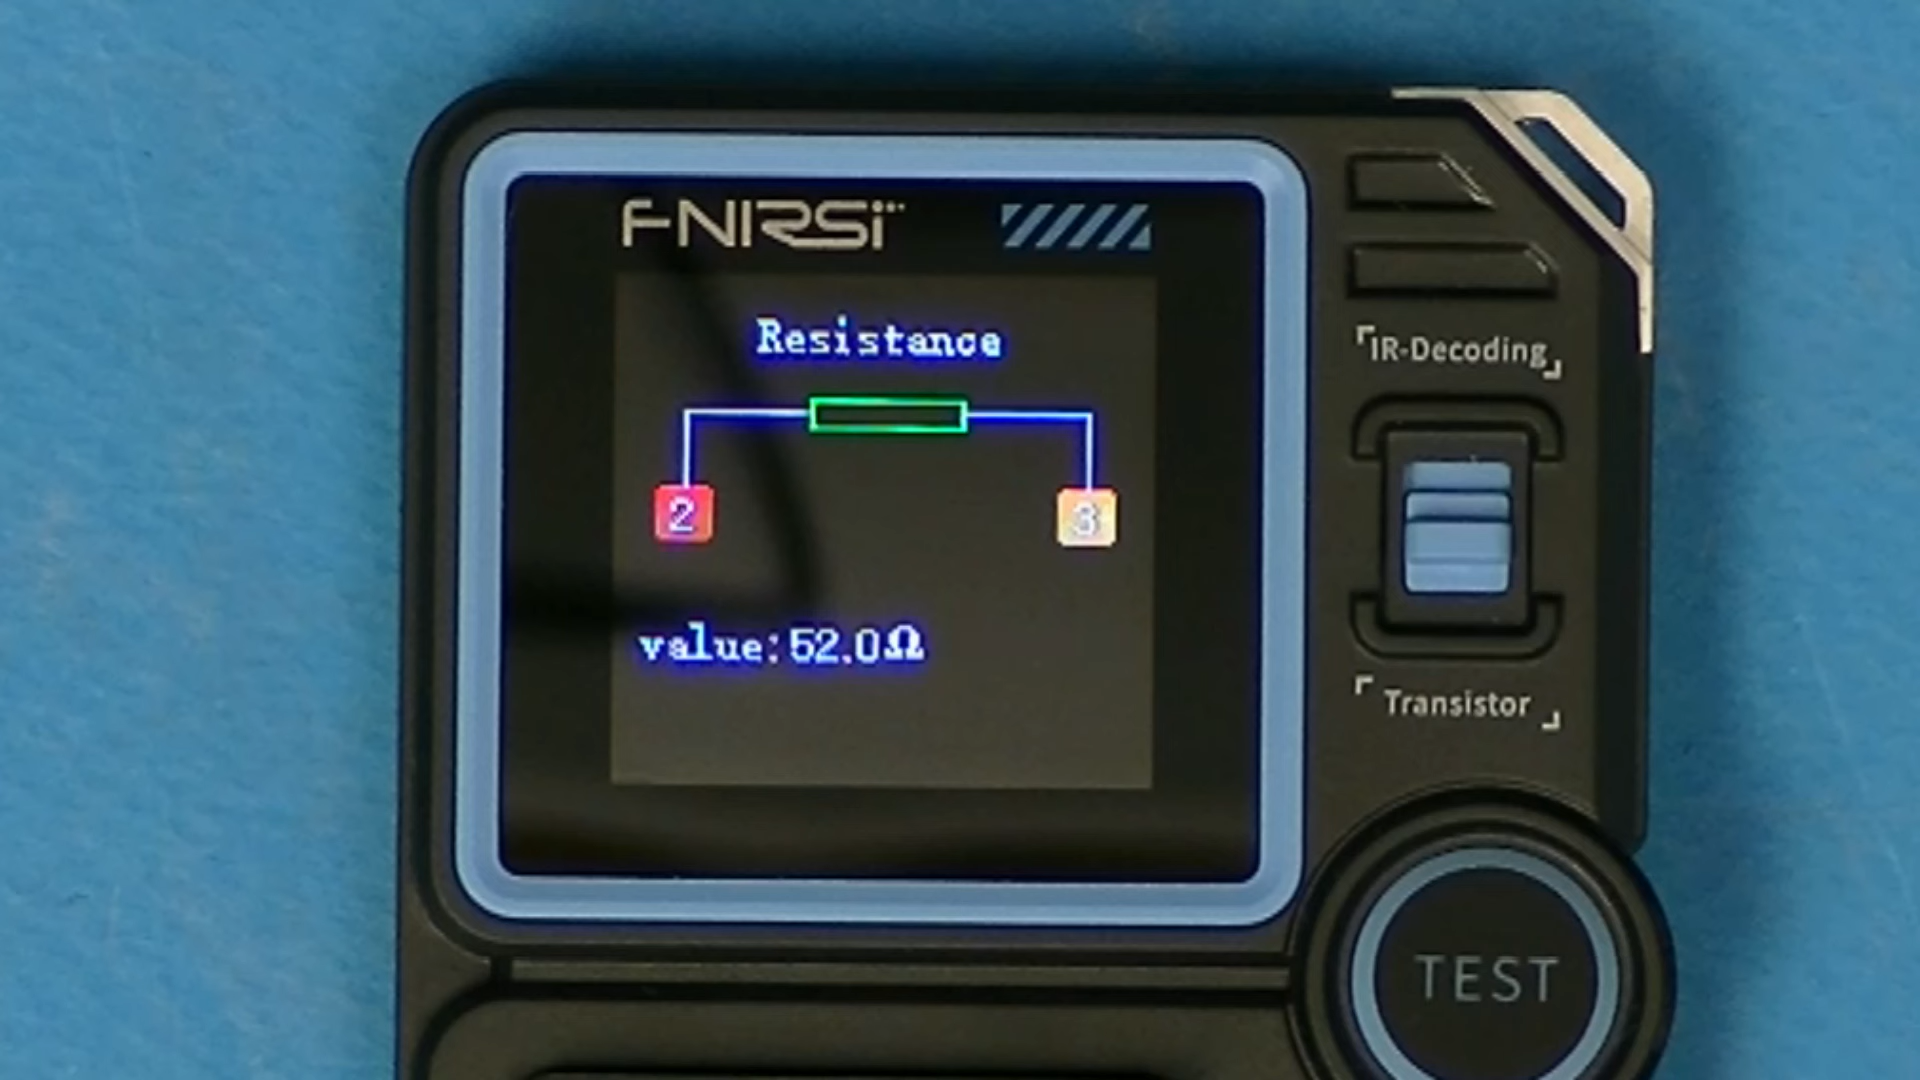 FNIRSI
Resistance
2 3
value:52.0Ω
IR-Decoding
Transistor
TEST